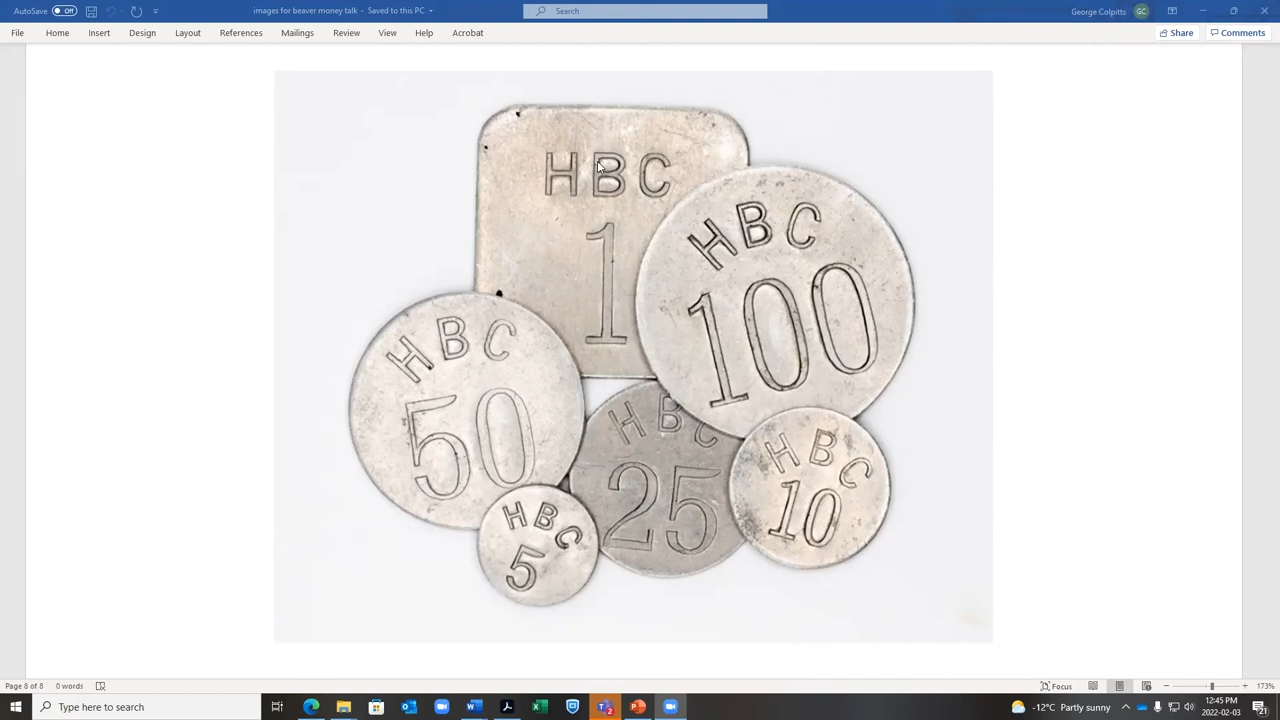 AutoSave Off images for beaver money talk - Saved to this PC Search George Colpitts GC
File Home Insert Design Layout References Mailings Review View Help Acrobat Share Comments
HBC
1
HBC
100
HBC
50
HBC
25
HBC
10
HBC
5
Page 8 of 8 0 words Focus 173%
Type here to search -12°C Partly sunny 12:45 PM
2022-02-03 21